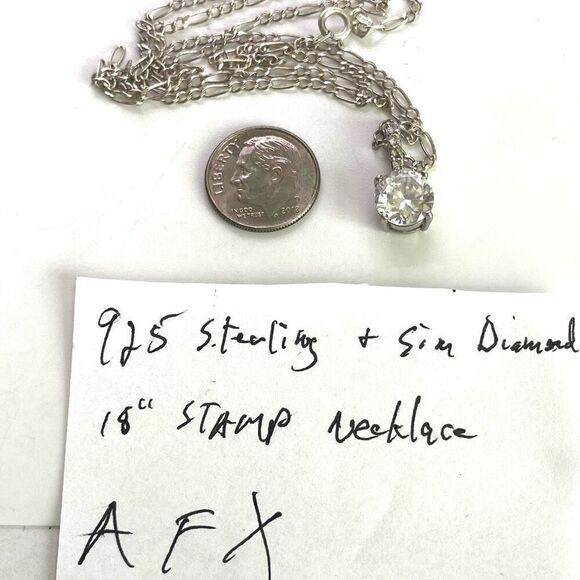 LIBERTY
IN GOD
WE TRUST
925 Sterling + Sim Diamond
18" STAMP Necklace
AFX